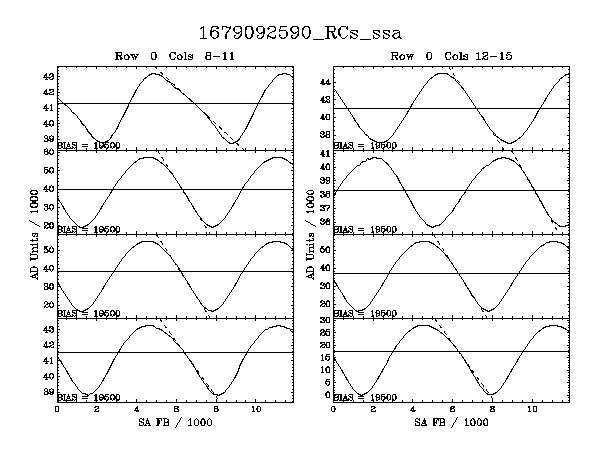 1679092590_RCs_ssa
Row 0 Cols 8-11
Row 0 Cols 12-15
AD Units / 1000
43
42
41
40
39
BIAS = 19500
60
50
40
30
20
BIAS = 19500
50
40
30
20
BIAS = 19500
43
42
41
40
39
BIAS = 19500
0 2 4 6 8 10
SA FB / 1000
AD Units / 1000
44
42
40
38
BIAS = 19500
41
40
39
38
37
36
BIAS = 19500
50
40
30
20
BIAS = 19500
30
25
20
15
10
5
0
BIAS = 19500
0 2 4 6 8 10
SA FB / 1000